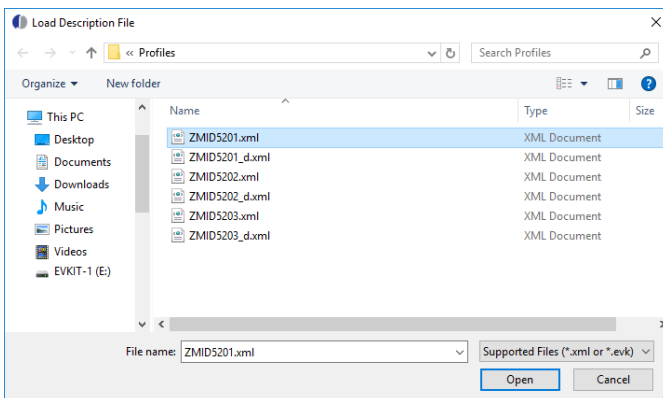 Load Description File
« Profiles
Search Profiles
Organize
New folder
Name
Type
Size
This PC
Desktop
Documents
Downloads
Music
Pictures
Videos
EVKIT-1 (E:)
ZMID5201.xml XML Document
ZMID5201_d.xml XML Document
ZMID5202.xml XML Document
ZMID5202_d.xml XML Document
ZMID5203.xml XML Document
ZMID5203_d.xml XML Document
File name: ZMID5201.xml
Supported Files (*.xml or *.evk)
Open
Cancel